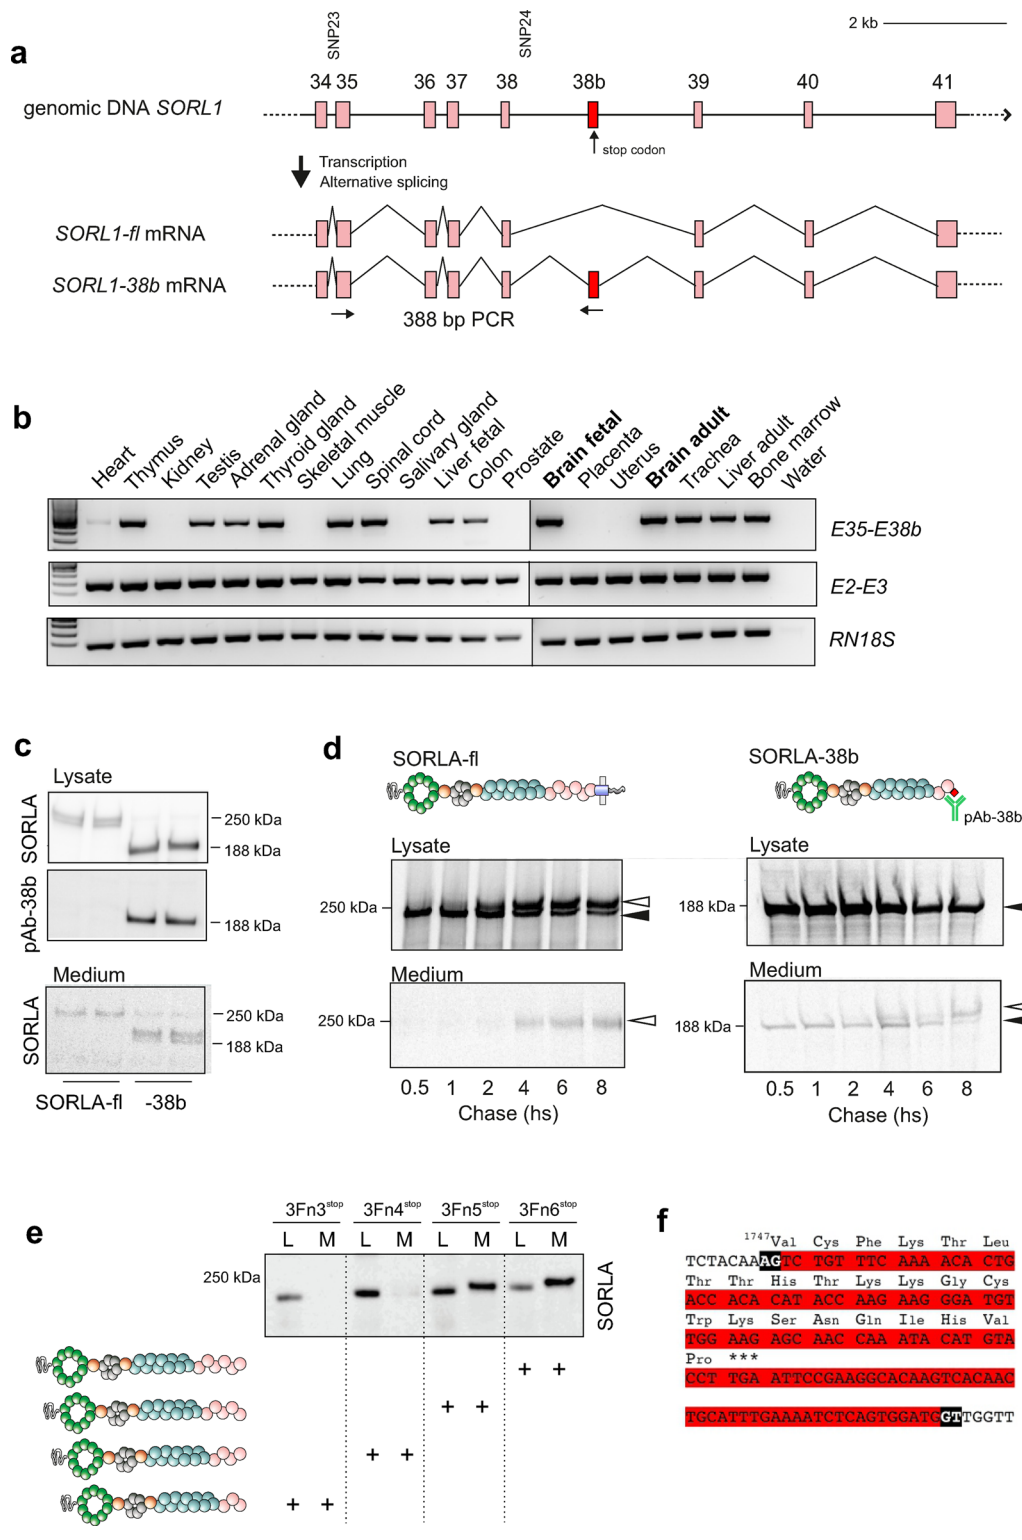 a
SNP23
SNP24
2 kb
34 35 36 37 38 38b 39 40 41
genomic DNA SORL1
stop codon
Transcription
Alternative splicing
SORL1-fl mRNA
SORL1-38b mRNA
388 bp PCR
b
Heart
Thymus
Kidney
Testis
Adrenal gland
Thyroid gland
Skeletal muscle
Lung
Spinal cord
Salivary gland
Liver fetal
Colon
Prostate
Brain fetal
Placenta
Uterus
Brain adult
Trachea
Liver adult
Bone marrow
Water
E35-E38b
E2-E3
RN18S
c
Lysate
SORLA
250 kDa
188 kDa
pAb-38b
188 kDa
Medium
SORLA
250 kDa
188 kDa
SORLA-fl -38b
d
SORLA-fl
Lysate
250 kDa
Medium
250 kDa
0.5 1 2 4 6 8
Chase (hs)
SORLA-38b
pAb-38b
Lysate
188 kDa
Medium
188 kDa
0.5 1 2 4 6 8
Chase (hs)
e
3Fn3stop 3Fn4stop 3Fn5stop 3Fn6stop
L M L M L M L M
250 kDa
SORLA
+ +
+ +
+ +
+ +
f
1747Val Cys Phe Lys Thr Leu
TCTACAAAGTC TGT TTC AAA ACA CTG
Thr Thr His Thr Lys Lys Gly Cys
ACC ACA CAT ACC AAG AAG GGA TGT
Trp Lys Ser Asn Gln Ile His Val
TGG AAG AGC AAC CAA ATA CAT GTA
Pro ***
CCT TGA ATTCCGAAGGCACAAGTCACAAC
TGCATTTGAAAATCTCAGTGGATGGTTGGTT